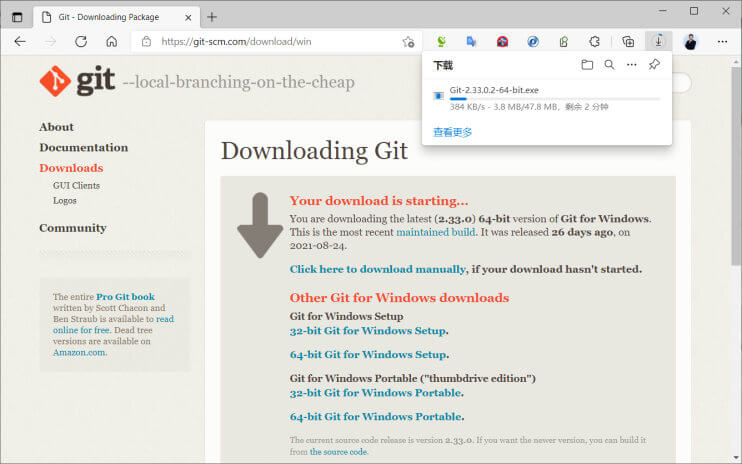 Git - Downloading Package
https://git-scm.com/download/win
下载
Git-2.33.0.2-64-bit.exe
384 KB/s - 3.8 MB/47.8 MB，剩余 2 分钟
查看更多
git --local-branching-on-the-cheap
About
Documentation
Downloads
GUI Clients
Logos
Community
The entire Pro Git book
written by Scott Chacon and
Ben Straub is available to read
online for free. Dead tree
versions are available on
Amazon.com.
Downloading Git
Your download is starting...
You are downloading the latest (2.33.0) 64-bit version of Git for Windows.
This is the most recent maintained build. It was released 26 days ago, on
2021-08-24.
Click here to download manually, if your download hasn't started.
Other Git for Windows downloads
Git for Windows Setup
32-bit Git for Windows Setup.
64-bit Git for Windows Setup.
Git for Windows Portable ("thumbdrive edition")
32-bit Git for Windows Portable.
64-bit Git for Windows Portable.
The current source code release is version 2.33.0. If you want the newer version, you can build it
from the source code.